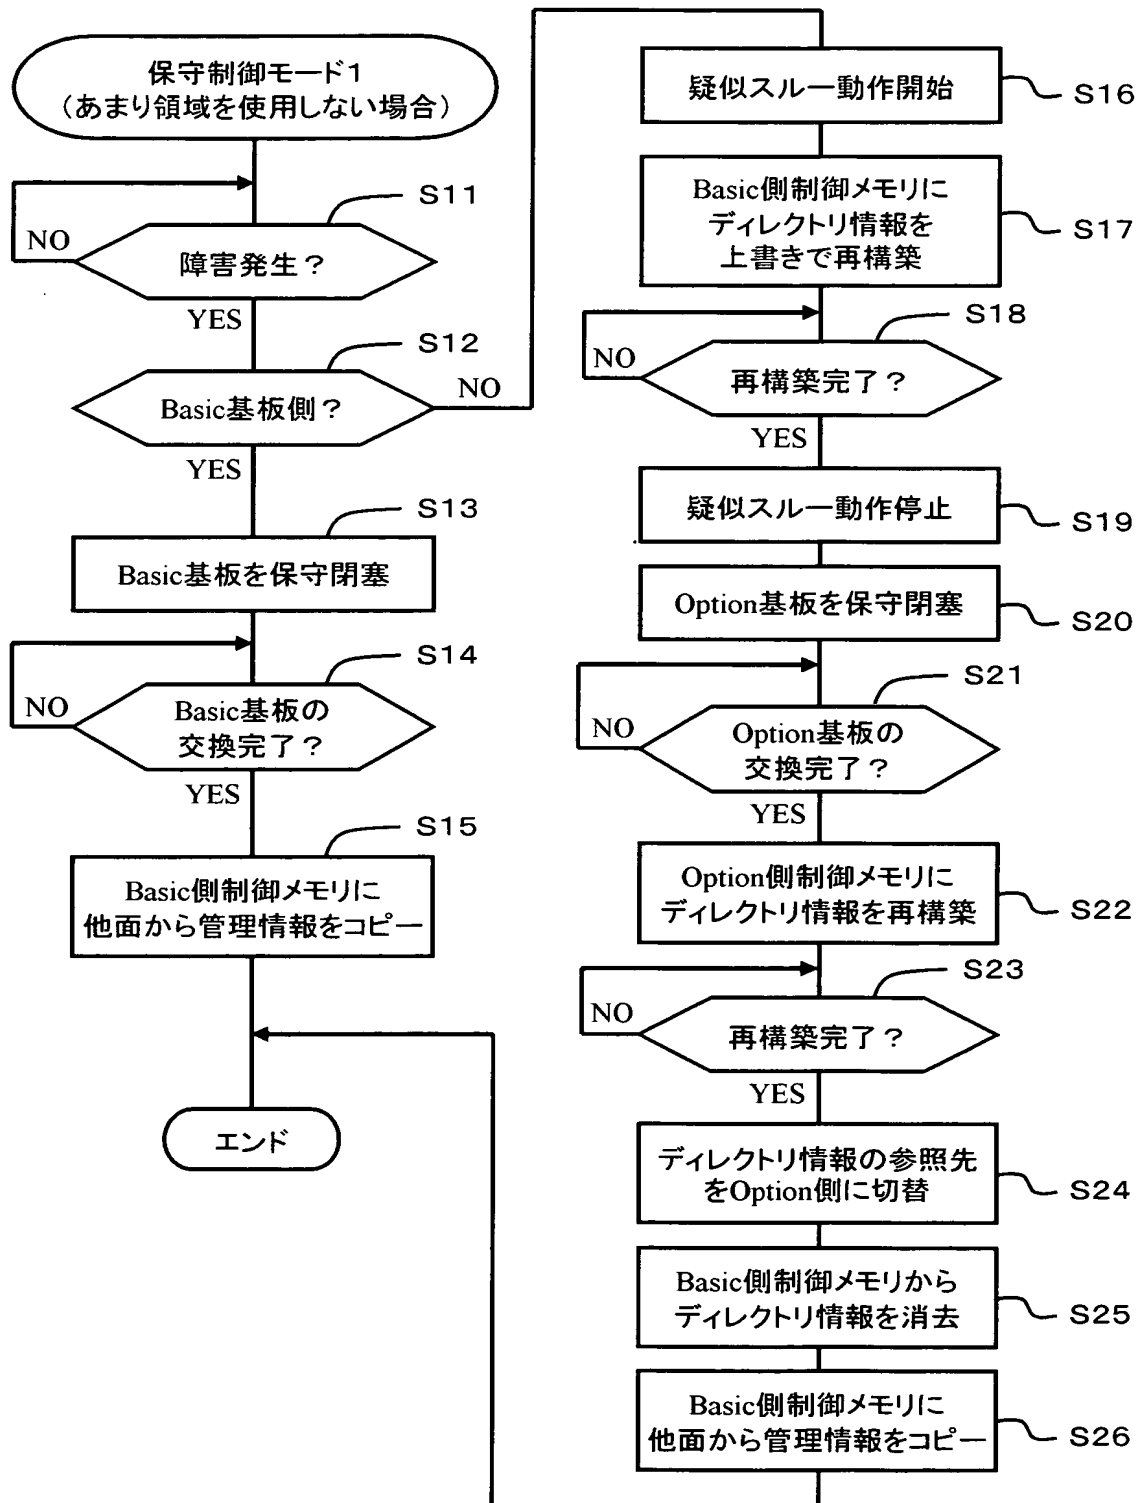 保守制御モード1
(あまり領域を使用しない場合)
S11
NO
障害発生?
YES
S12
NO
Basic基板側?
YES
S13
Basic基板を保守閉塞
S14
NO
Basic基板の
交換完了?
YES
S15
Basic側制御メモリに
他面から管理情報をコピー
エンド
疑似スルー動作開始
S16
Basic側制御メモリに
ディレクトリ情報を
上書きで再構築
S17
S18
NO
再構築完了?
YES
疑似スルー動作停止
S19
Option基板を保守閉塞
S20
S21
NO
Option基板の
交換完了?
YES
Option側制御メモリに
ディレクトリ情報を再構築
S22
S23
NO
再構築完了?
YES
ディレクトリ情報の参照先
をOption側に切替
S24
Basic側制御メモリから
ディレクトリ情報を消去
S25
Basic側制御メモリに
他面から管理情報をコピー
S26